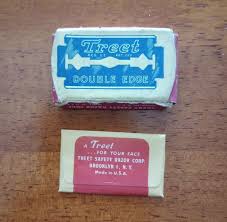 Treet
DOUBLE EDGE
A Treet
...FOR YOUR FACE
TREET SAFETY RAZOR CORP.
BROOKLYN 1, N.Y.
Made in U.S.A.